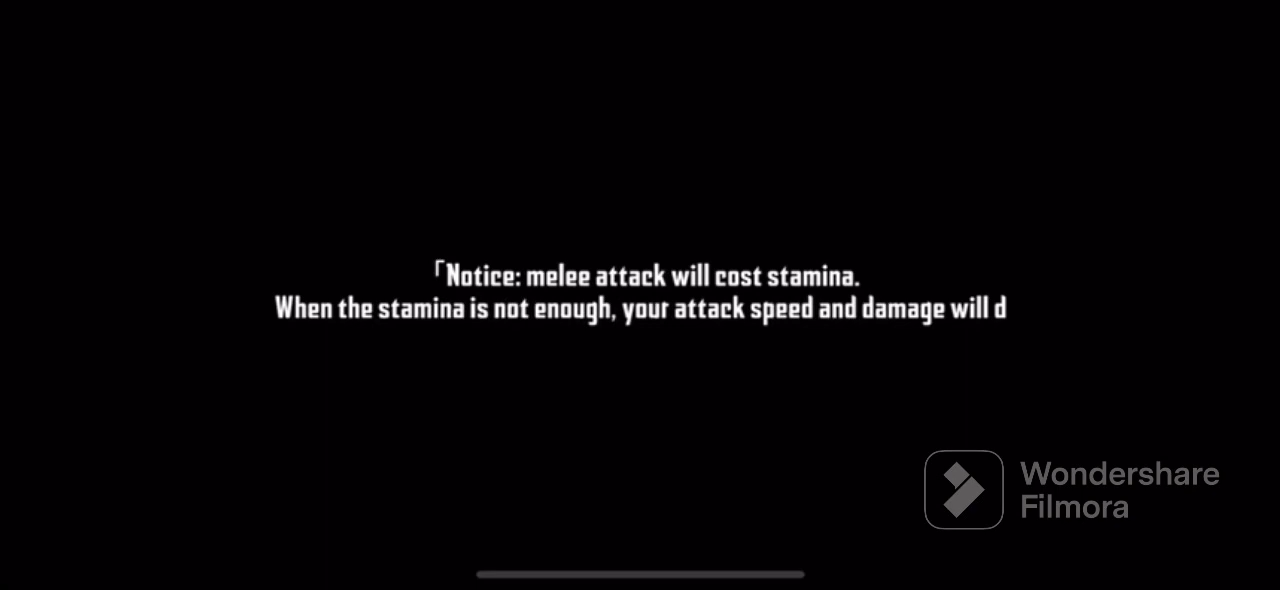 「Notice: melee attack will cost stamina.
When the stamina is not enough, your attack speed and damage will d
Wondershare
Filmora